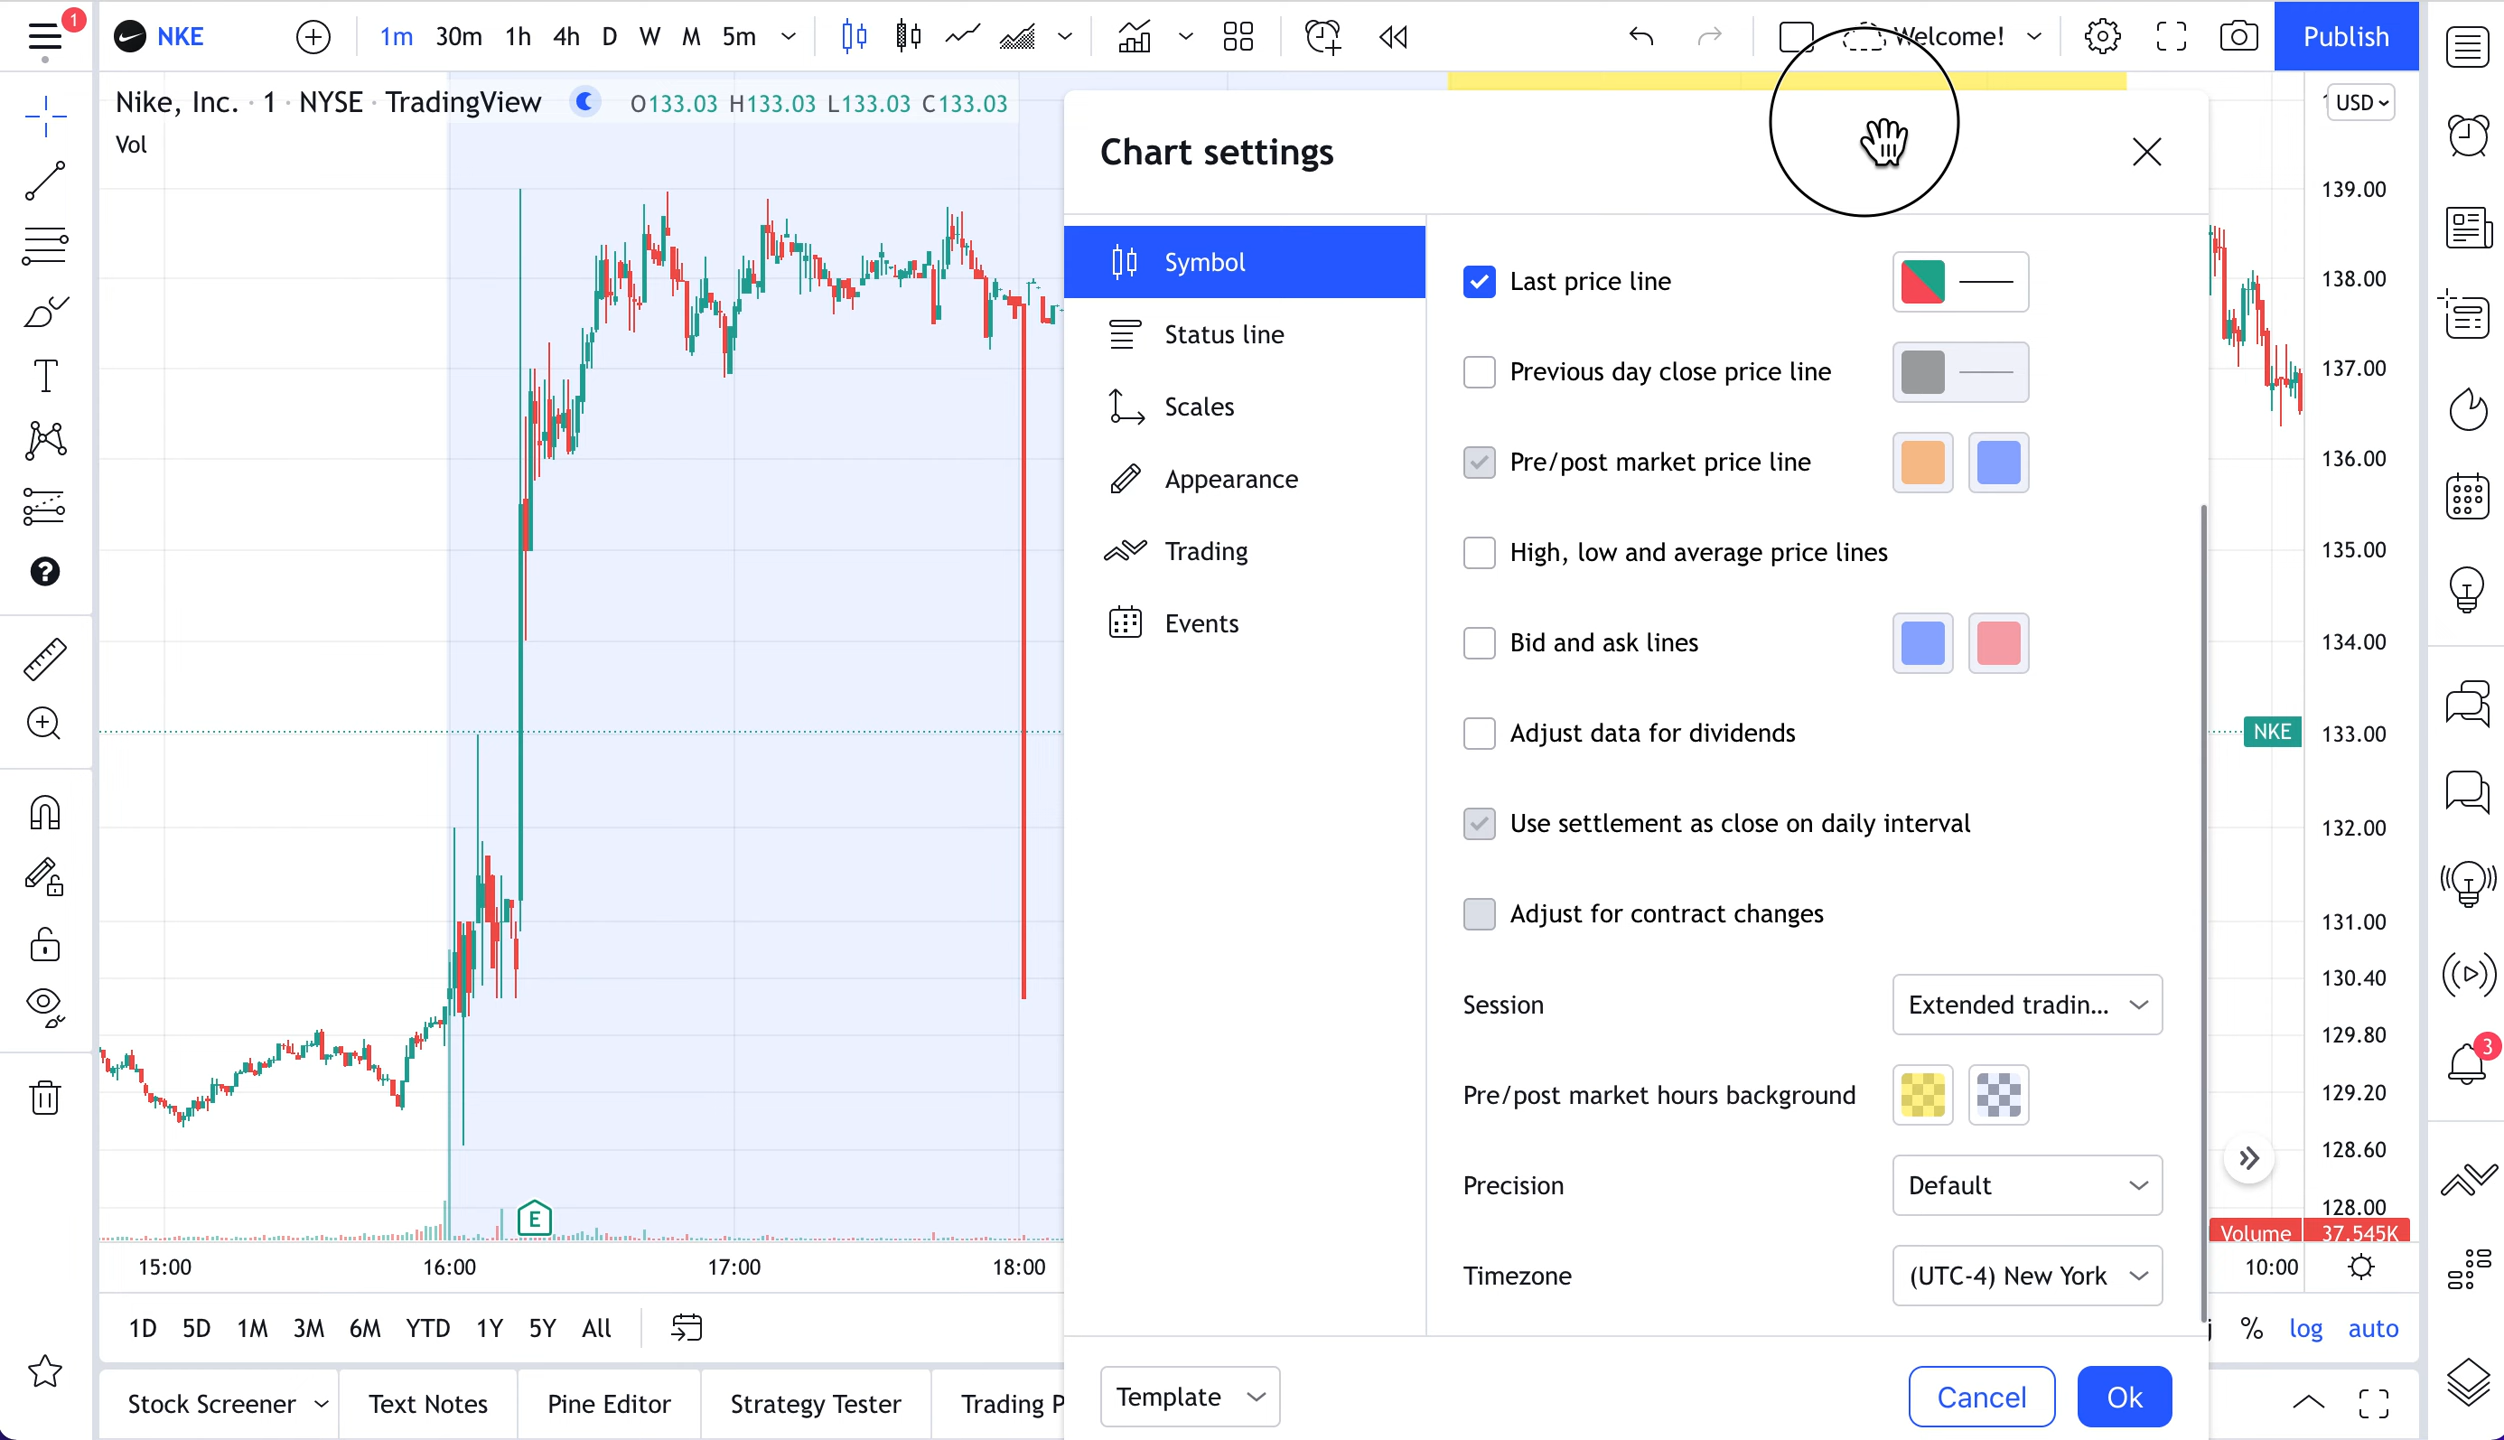 1
NKE
1m 30m 1h 4h D W M 5m
Welcome!
Publish
Nike, Inc. · 1 · NYSE · TradingView
O133.03 H133.03 L133.03 C133.03
USD
Vol
Chart settings
Symbol
Status line
Scales
Appearance
Trading
Events
Last price line
Previous day close price line
Pre/post market price line
High, low and average price lines
Bid and ask lines
Adjust data for dividends
Use settlement as close on daily interval
Adjust for contract changes
Session
Extended tradin...
Pre/post market hours background
Precision
Default
Timezone
(UTC-4) New York
Template
Cancel
Ok
139.00
138.00
137.00
136.00
135.00
134.00
NKE
133.00
132.00
131.00
130.40
129.80
129.20
128.60
128.00
Volume 37.545K
3
E
15:00 16:00 17:00 18:00 10:00
1D 5D 1M 3M 6M YTD 1Y 5Y All
% log auto
Stock Screener Text Notes Pine Editor Strategy Tester Trading P